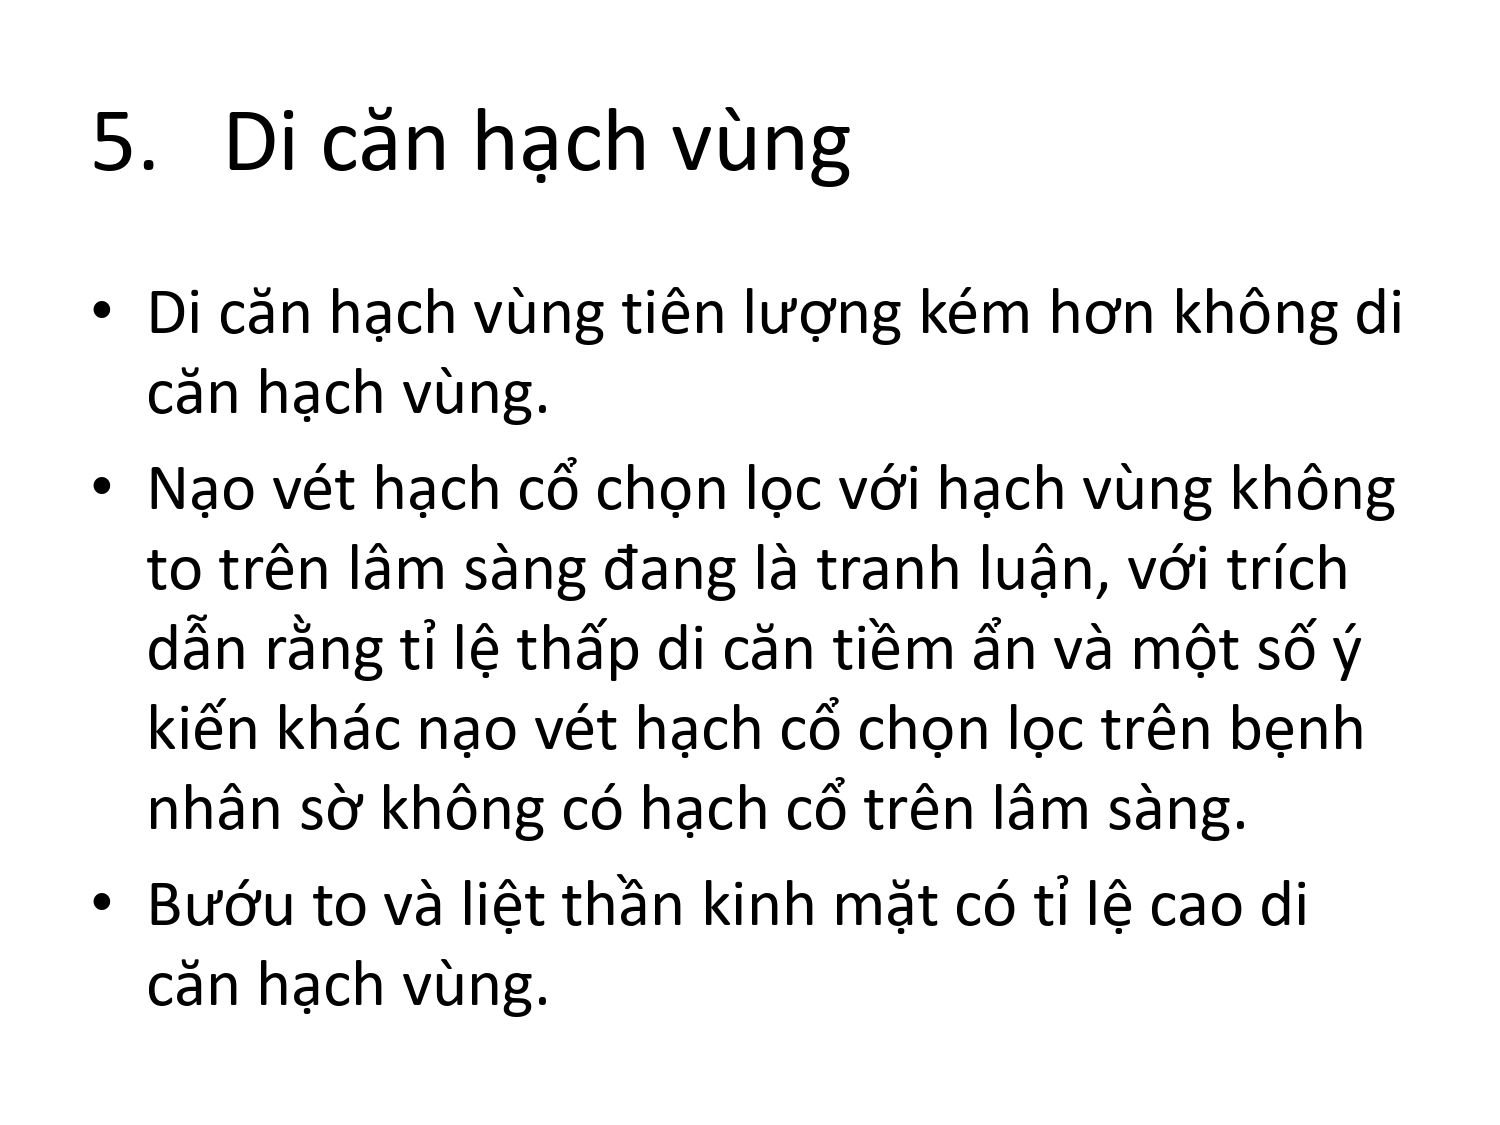 5. Di căn hạch vùng
• Di căn hạch vùng tiên lượng kém hơn không di
căn hạch vùng.
• Nạo vét hạch cổ chọn lọc với hạch vùng không
to trên lâm sàng đang là tranh luận, với trích
dẫn rằng tỉ lệ thấp di căn tiềm ẩn và một số ý
kiến khác nạo vét hạch cổ chọn lọc trên bệnh
nhân sờ không có hạch cổ trên lâm sàng.
• Bướu to và liệt thần kinh mặt có tỉ lệ cao di
căn hạch vùng.